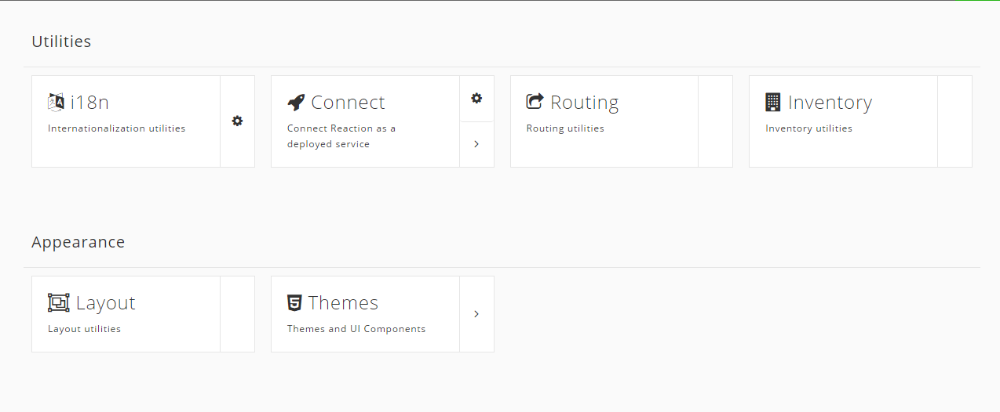 Utilities
i18n
Internationalization utilities
Connect
Connect Reaction as a
deployed service
Routing
Routing utilities
Inventory
Inventory utilities
Appearance
Layout
Layout utilities
Themes
Themes and UI Components